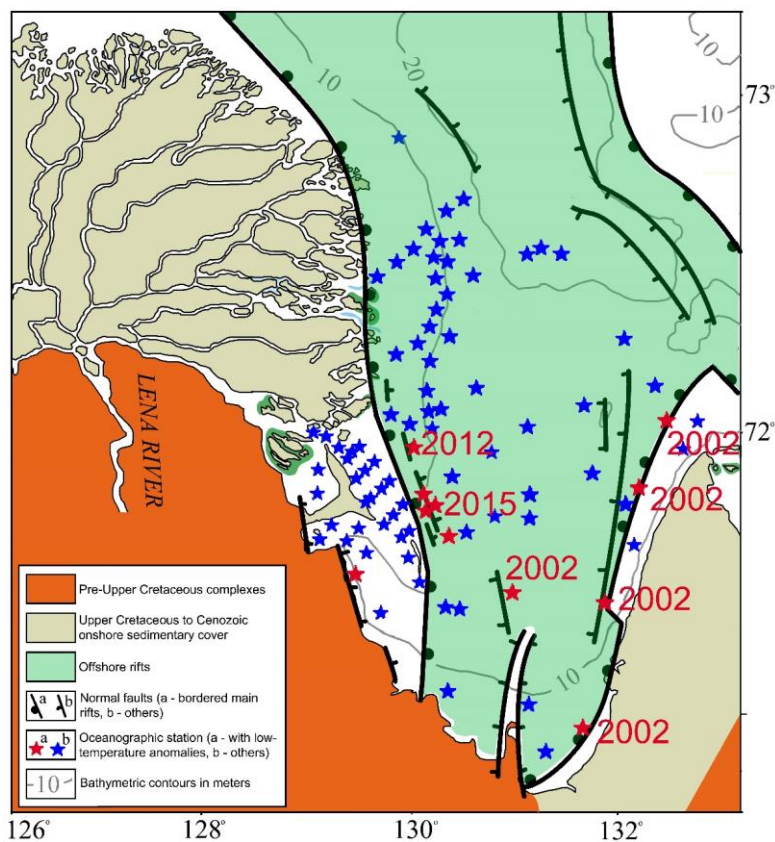 10
20
10
10
73°
LENA RIVER
72°
2012
2002
2002
2015
2002
2002
10
2002
Pre-Upper Cretaceous complexes
Upper Cretaceous to Cenozoic
onshore sedimentary cover
Offshore rifts
a b
Normal faults (a - bordered main
rifts, b - others)
a b
Oceanographic station (a - with low-
temperature anomalies, b - others)
10
Bathymetric contours in meters
126° 128° 130° 132°